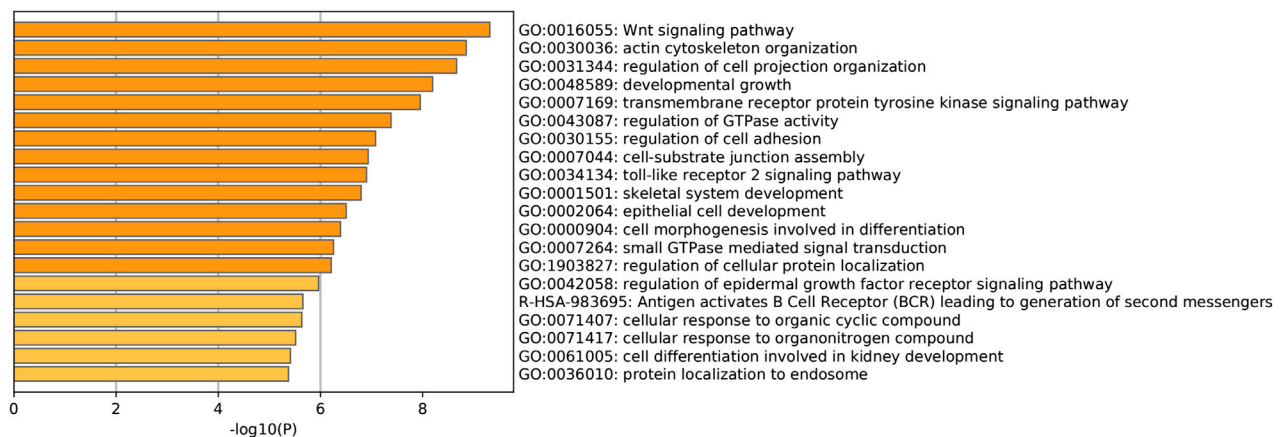 GO:0016055: Wnt signaling pathway
GO:0030036: actin cytoskeleton organization
GO:0031344: regulation of cell projection organization
GO:0048589: developmental growth
GO:0007169: transmembrane receptor protein tyrosine kinase signaling pathway
GO:0043087: regulation of GTPase activity
GO:0030155: regulation of cell adhesion
GO:0007044: cell-substrate junction assembly
GO:0034134: toll-like receptor 2 signaling pathway
GO:0001501: skeletal system development
GO:0002064: epithelial cell development
GO:0000904: cell morphogenesis involved in differentiation
GO:0007264: small GTPase mediated signal transduction
GO:1903827: regulation of cellular protein localization
GO:0042058: regulation of epidermal growth factor receptor signaling pathway
R-HSA-983695: Antigen activates B Cell Receptor (BCR) leading to generation of second messengers
GO:0071407: cellular response to organic cyclic compound
GO:0071417: cellular response to organonitrogen compound
GO:0061005: cell differentiation involved in kidney development
GO:0036010: protein localization to endosome
0 2 4 6 8
-log10(P)